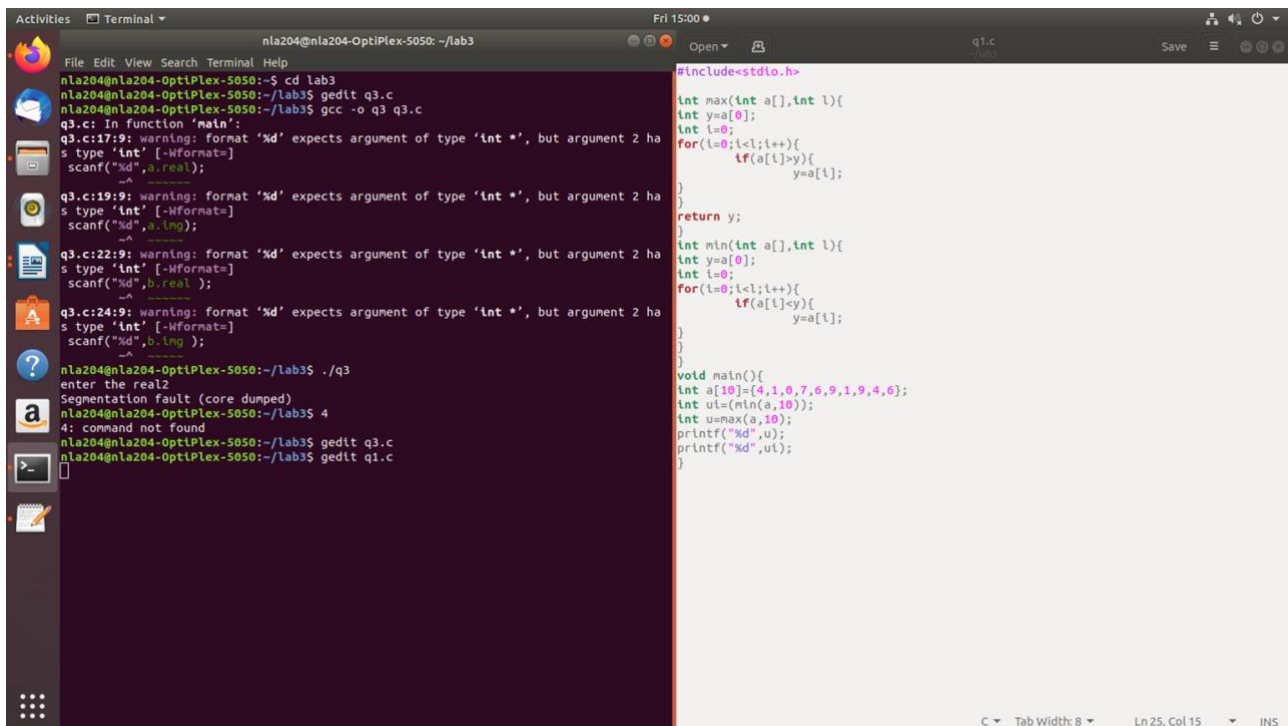 Activities Terminal Fri 15:00
nla204@nla204-OptiPlex-5050: ~/lab3
File Edit View Search Terminal Help
nla204@nla204-OptiPlex-5050:~$ cd lab3
nla204@nla204-OptiPlex-5050:~/lab3$ gedit q3.c
nla204@nla204-OptiPlex-5050:~/lab3$ gcc -o q3 q3.c
q3.c: In function ‘main’:
q3.c:17:9: warning: format ‘%d’ expects argument of type ‘int *’, but argument 2 ha
s type ‘int’ [-Wformat=]
scanf("%d",a.real);
~^ ~~~~~~
q3.c:19:9: warning: format ‘%d’ expects argument of type ‘int *’, but argument 2 ha
s type ‘int’ [-Wformat=]
scanf("%d",a.img);
~^ ~~~~~
q3.c:22:9: warning: format ‘%d’ expects argument of type ‘int *’, but argument 2 ha
s type ‘int’ [-Wformat=]
scanf("%d",b.real );
~^ ~~~~~~
q3.c:24:9: warning: format ‘%d’ expects argument of type ‘int *’, but argument 2 ha
s type ‘int’ [-Wformat=]
scanf("%d",b.img );
~^ ~~~~~
nla204@nla204-OptiPlex-5050:~/lab3$ ./q3
enter the real2
Segmentation fault (core dumped)
nla204@nla204-OptiPlex-5050:~/lab3$ 4
4: command not found
nla204@nla204-OptiPlex-5050:~/lab3$ gedit q3.c
nla204@nla204-OptiPlex-5050:~/lab3$ gedit q1.c
Open q1.c Save
~/lab3
#include<stdio.h>
int max(int a[],int l){
int y=a[0];
int i=0;
for(i=0;i<l;i++){
if(a[i]>y){
y=a[i];
}
}
return y;
}
int min(int a[],int l){
int y=a[0];
int i=0;
for(i=0;i<l;i++){
if(a[i]<y){
y=a[i];
}
}
}
void main(){
int a[10]={4,1,0,7,6,9,1,9,4,6};
int ui=(min(a,10));
int u=max(a,10);
printf("%d",u);
printf("%d",ui);
}
C Tab Width: 8 Ln 25, Col 15 INS